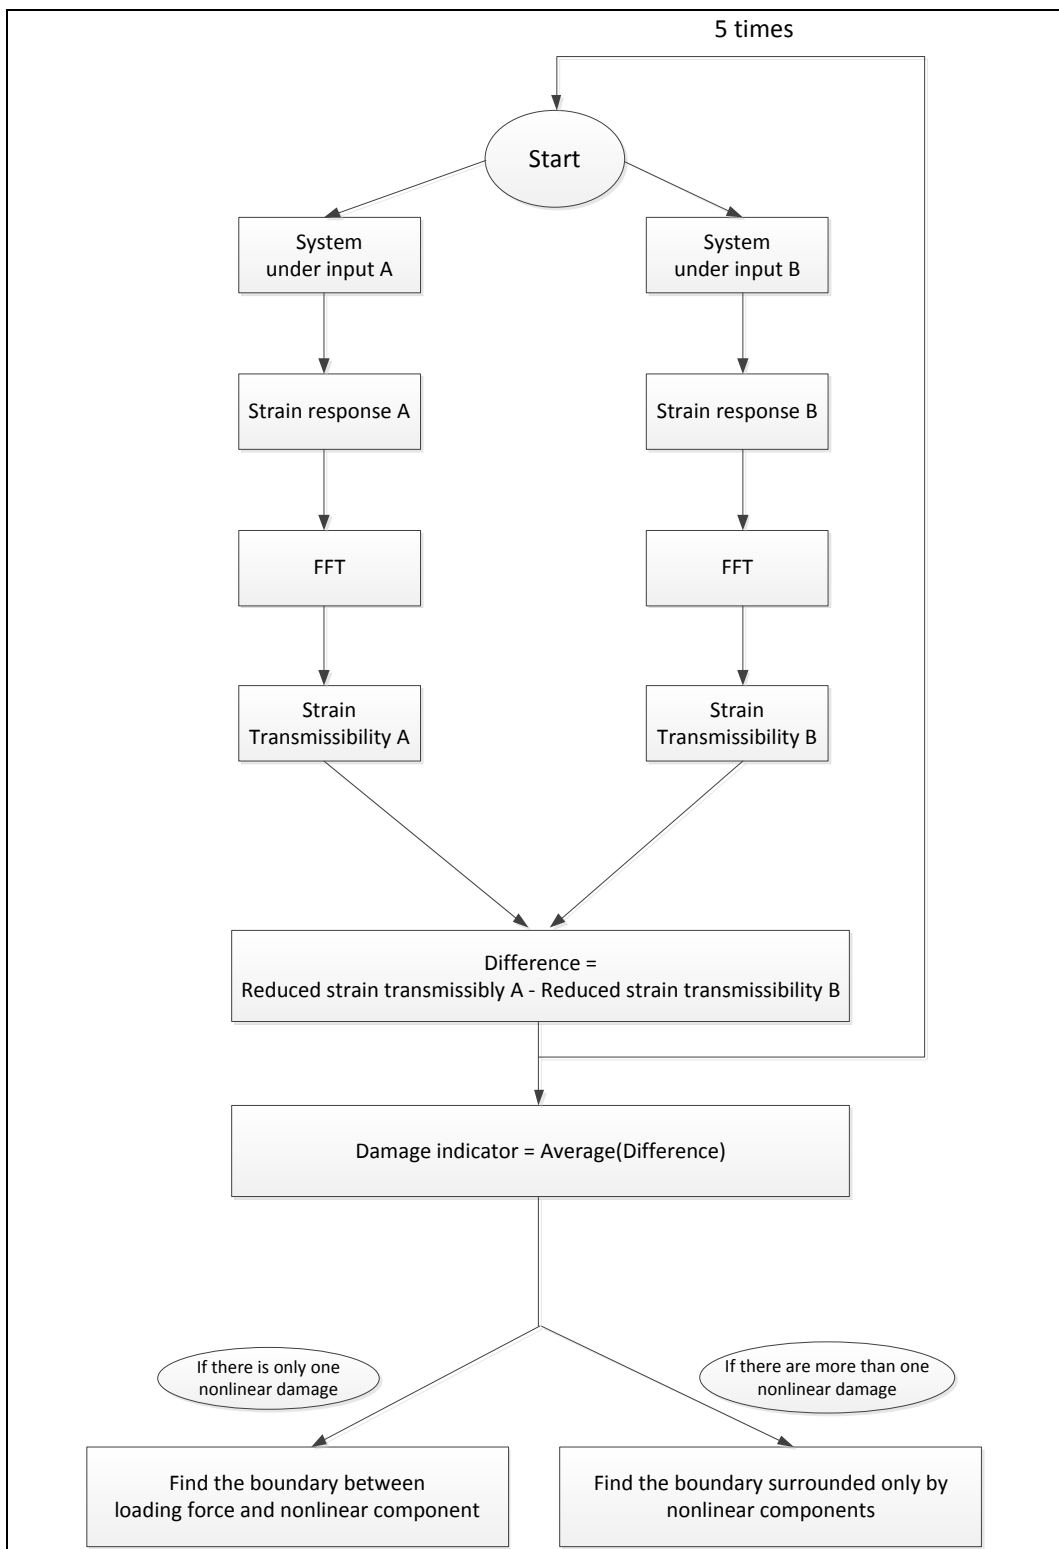 5 times
Start
System
under input A
System
under input B
Strain response A
Strain response B
FFT
FFT
Strain
Transmissibility A
Strain
Transmissibility B
Difference =
Reduced strain transmissibly A - Reduced strain transmissibility B
Damage indicator = Average(Difference)
If there is only one
nonlinear damage
If there are more than one
nonlinear damage
Find the boundary between
loading force and nonlinear component
Find the boundary surrounded only by
nonlinear components